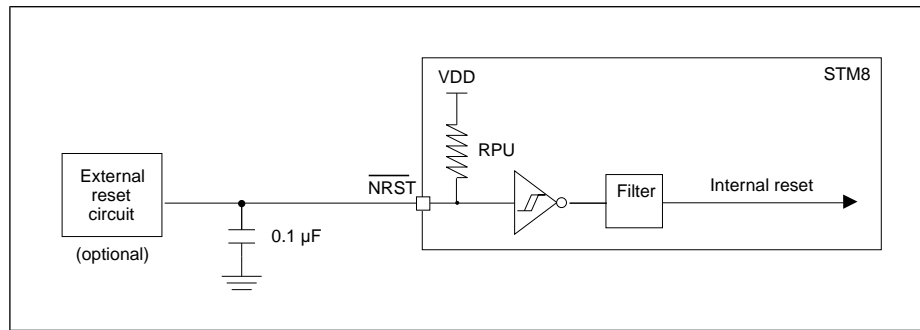 STM8
VDD
RPU
External
reset
circuit
(optional)
NRST
0.1 µF
Filter
Internal reset